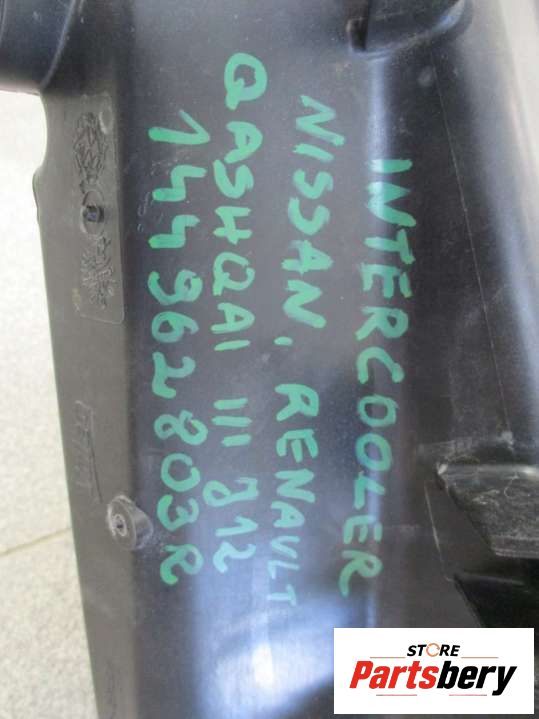 INTERCOOLER
NISSAN, RENAULT
QASHQAI III J12
144962803R
STORE
Partsbery